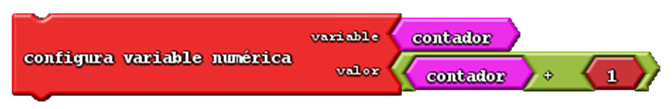 variable contador
configura variable numérica
valor contador + 1